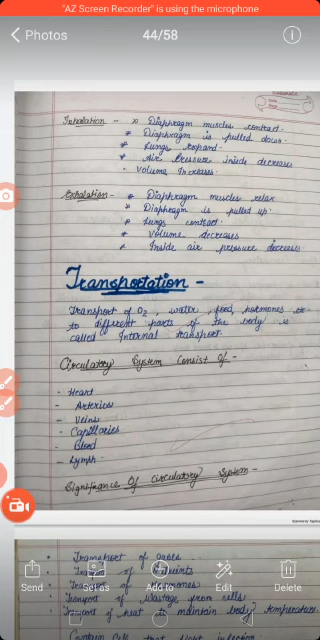 "AZ Screen Recorder" is using the microphone
Photos
44/58
Inhalation - * Diaphragm muscles contract.
* Diaphragm is pulled down.
* Lungs expand.
* Air Pressure inside decrease
- Volume Increases.
Exhalation - * Diaphragm muscles relax
* Diaphragm is pulled up.
* Lungs contract.
* Volume decreases
* Inside air pressure decreases.
Transportation -
Transport of O2, water, food, hormones etc
to different parts of the body is
called Internal transport.
Circulatory System Consist of -
- Heart
- Arteries
- Veins
- Capillaries
- Blood
- Lymph.
Significance Of Circulatory System -
• Transport of Gases
• Transport of
• Transport of Hormones
• Transport of Wastage from cells
• Transport of heat to maintain body temperature.
Send
Set as
Add to
Edit
Delete